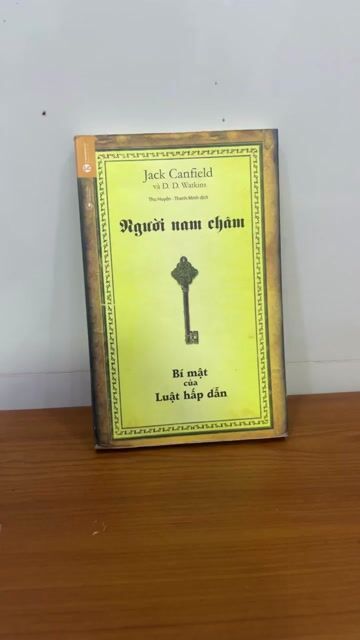 Jack Canfield
và D. D. Watkins
Thu Huyền - Thanh Minh dịch
Người nam châm
Bí mật
của
Luật hấp dẫn